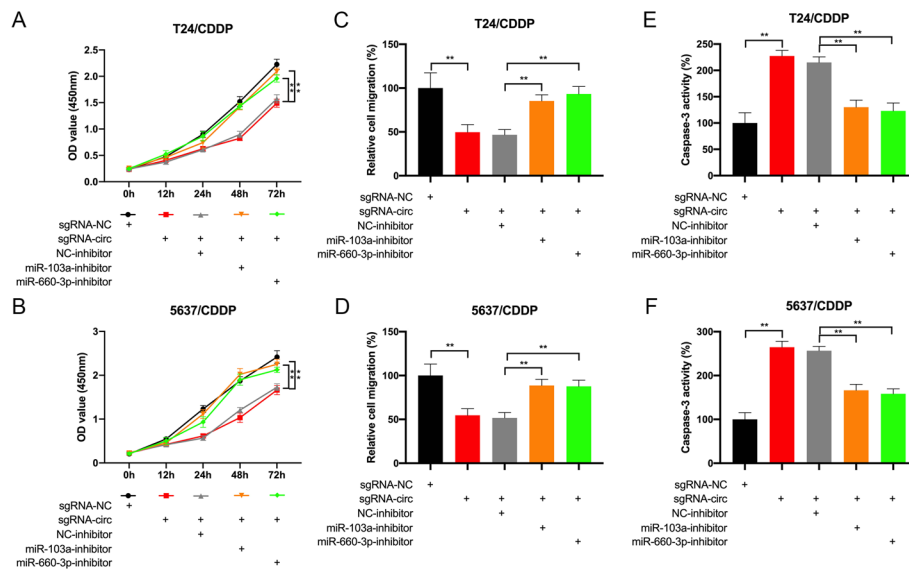 A
T24/CDDP
OD value (450nm)
2.5
2.0
1.5
1.0
0.5
0.0
0h 12h 24h 48h 72h
** **
sgRNA-NC +
sgRNA-circ + + + +
NC-inhibitor +
miR-103a-inhibitor +
miR-660-3p-inhibitor +
B
5637/CDDP
OD value (450nm)
3
2
1
0
0h 12h 24h 48h 72h
** **
sgRNA-NC +
sgRNA-circ + + + +
NC-inhibitor +
miR-103a-inhibitor +
miR-660-3p-inhibitor +
C
T24/CDDP
Relative cell migration (%)
150
100
50
0
** ** **
sgRNA-NC +
sgRNA-circ + + + +
NC-inhibitor +
miR-103a-inhibitor +
miR-660-3p-inhibitor +
D
5637/CDDP
Relative cell migration (%)
150
100
50
0
** ** **
sgRNA-NC +
sgRNA-circ + + + +
NC-inhibitor +
miR-103a-inhibitor +
miR-660-3p-inhibitor +
E
T24/CDDP
Caspase-3 activity (%)
250
200
150
100
50
0
** ** **
sgRNA-NC +
sgRNA-circ + + + +
NC-inhibitor +
miR-103a-inhibitor +
miR-660-3p-inhibitor +
F
5637/CDDP
Caspase-3 activity (%)
300
200
100
0
** ** **
sgRNA-NC +
sgRNA-circ + + + +
NC-inhibitor +
miR-103a-inhibitor +
miR-660-3p-inhibitor +